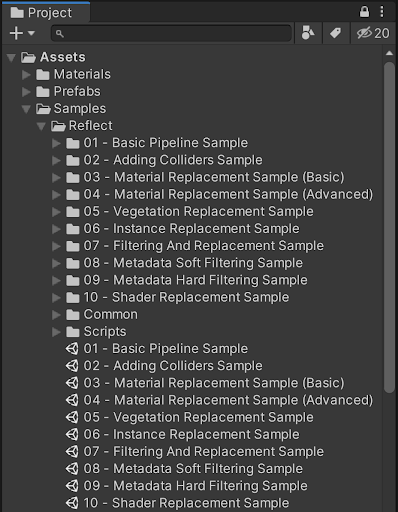 Project
20
Assets
Materials
Prefabs
Samples
Reflect
01 - Basic Pipeline Sample
02 - Adding Colliders Sample
03 - Material Replacement Sample (Basic)
04 - Material Replacement Sample (Advanced)
05 - Vegetation Replacement Sample
06 - Instance Replacement Sample
07 - Filtering And Replacement Sample
08 - Metadata Soft Filtering Sample
09 - Metadata Hard Filtering Sample
10 - Shader Replacement Sample
Common
Scripts
01 - Basic Pipeline Sample
02 - Adding Colliders Sample
03 - Material Replacement Sample (Basic)
04 - Material Replacement Sample (Advanced)
05 - Vegetation Replacement Sample
06 - Instance Replacement Sample
07 - Filtering And Replacement Sample
08 - Metadata Soft Filtering Sample
09 - Metadata Hard Filtering Sample
10 - Shader Replacement Sample